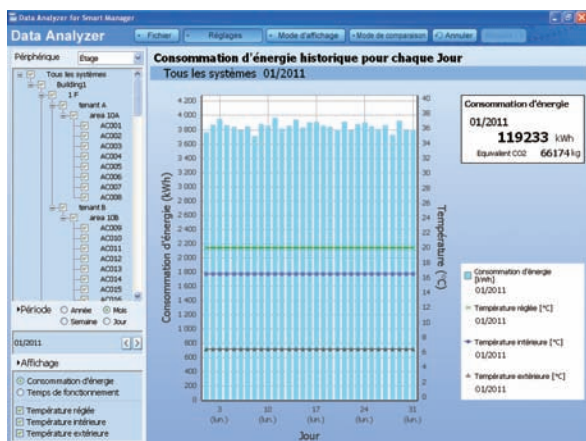 Data Analyzer for Smart Manager
Data Analyzer
Fichier
Réglages
Mode d'affichage
Mode de comparaison
Annuler
Périphérique
Étage
Tous les systèmes
Building1
1 F
tenant A
area 10A
AC001
AC002
AC003
AC004
AC005
AC006
AC007
AC008
tenant B
area 10B
AC009
AC010
AC011
AC012
AC013
AC014
AC015
AC016
Période
Année
Mois
Semaine
Jour
01/2011
Affichage
Consommation d'énergie
Temps de fonctionnement
Température réglée
Température intérieure
Température extérieure
Consommation d'énergie historique pour chaque Jour
Tous les systèmes 01/2011
Consommation d'énergie (kWh)
4 200
4 000
3 800
3 600
3 400
3 200
3 000
2 800
2 600
2 400
2 200
2 000
1 800
1 600
1 400
1 200
1 000
800
600
400
200
0
40
38
36
34
32
30
28
26
24
22
20
18
16
14
12
10
8
6
4
2
0
Température (°C)
3 10 17 24 31
(lun.) (lun.) (lun.) (lun.) (lun.)
Jour
Consommation d'énergie
01/2011
119233 kWh
Equivalent CO2 66174 kg
Consommation d'énergie
[kWh]
01/2011
Température réglée [°C]
01/2011
Température intérieure [°C]
01/2011
Température extérieure [°C]
01/2011